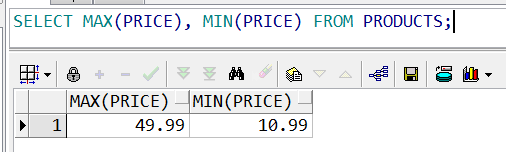 SELECT MAX(PRICE), MIN(PRICE) FROM PRODUCTS;
MAX(PRICE) MIN(PRICE)
1 49.99 10.99